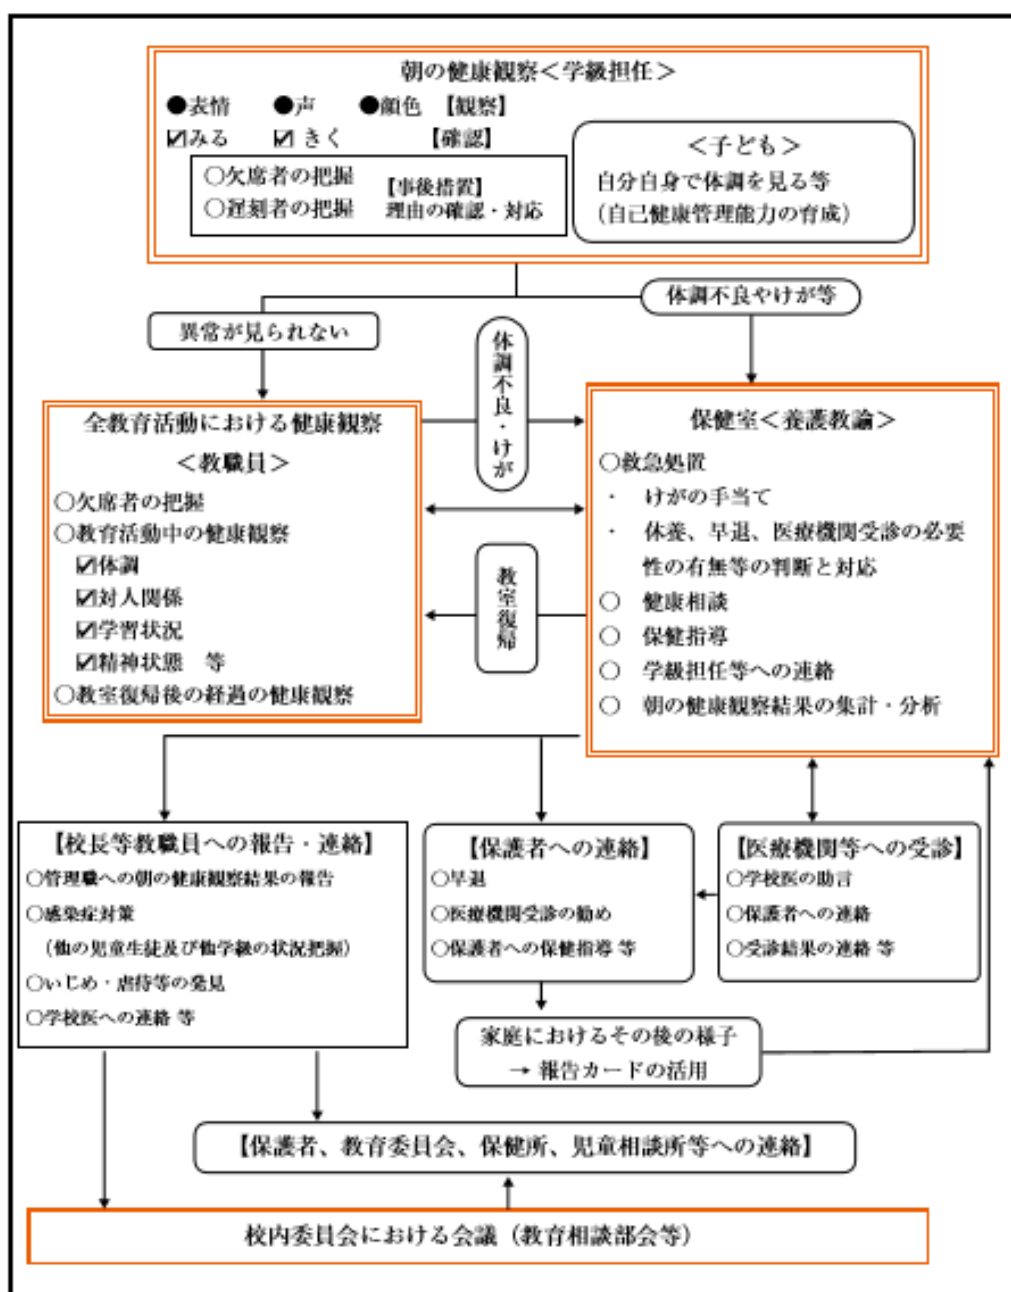 朝の健康観察＜学級担任＞
●表情 ●声 ●顔色 【観察】
☑みる ☑きく 【確認】
○欠席者の把握
○遅刻者の把握
【事後措置】
理由の確認・対応
＜子ども＞
自分自身で体調を見る等
（自己健康管理能力の育成）
異常が見られない
体調不良やけが等
体調不良・けが
全教育活動における健康観察
＜教職員＞
○欠席者の把握
○教育活動中の健康観察
☑体調
☑対人関係
☑学習状況
☑精神状態 等
○教室復帰後の経過の健康観察
教室復帰
保健室＜養護教諭＞
○救急処置
・ けがの手当て
・ 休養、早退、医療機関受診の必要
性の有無等の判断と対応
○ 健康相談
○ 保健指導
○ 学級担任等への連絡
○ 朝の健康観察結果の集計・分析
【校長等教職員への報告・連絡】
○管理職への朝の健康観察結果の報告
○感染症対策
（他の児童生徒及び他学級の状況把握）
○いじめ・虐待等の発見
○学校医への連絡 等
【保護者への連絡】
○早退
○医療機関受診の勧め
○保護者への保健指導 等
【医療機関等への受診】
○学校医の助言
○保護者への連絡
○受診結果の連絡 等
家庭におけるその後の様子
→ 報告カードの活用
【保護者、教育委員会、保健所、児童相談所等への連絡】
校内委員会における会議（教育相談部会等）